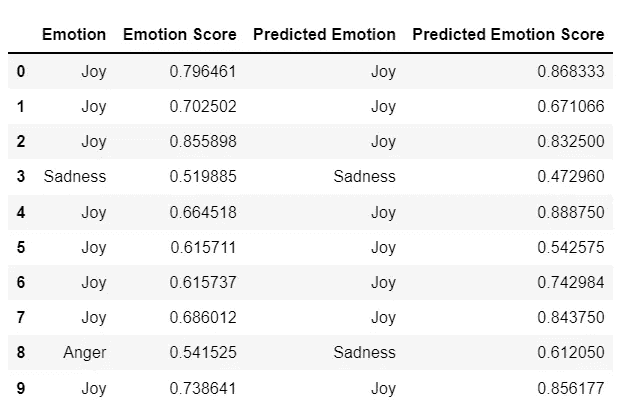 Emotion Emotion Score Predicted Emotion Predicted Emotion Score
0 Joy 0.796461 Joy 0.868333
1 Joy 0.702502 Joy 0.671066
2 Joy 0.855898 Joy 0.832500
3 Sadness 0.519885 Sadness 0.472960
4 Joy 0.664518 Joy 0.888750
5 Joy 0.615711 Joy 0.542575
6 Joy 0.615737 Joy 0.742984
7 Joy 0.686012 Joy 0.843750
8 Anger 0.541525 Sadness 0.612050
9 Joy 0.738641 Joy 0.856177